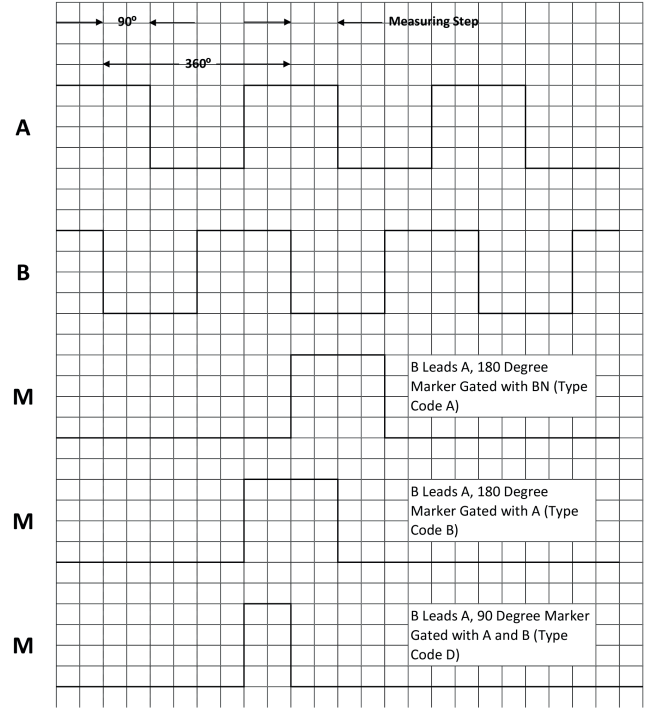 90º
Measuring Step
360º
A
B
M
B Leads A, 180 Degree
Marker Gated with BN (Type
Code A)
M
B Leads A, 180 Degree
Marker Gated with A (Type
Code B)
M
B Leads A, 90 Degree Marker
Gated with A and B (Type
Code D)